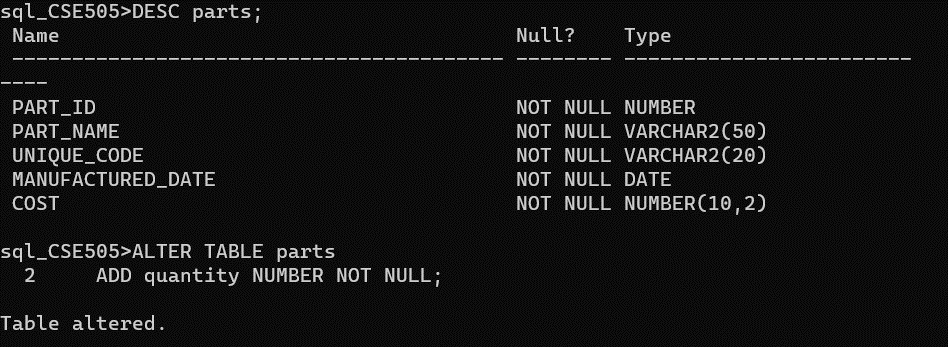 sql_CSE505>DESC parts;
 Name                                      Null?    Type
 ----------------------------------------- -------- ------------------------
----
 PART_ID                                   NOT NULL NUMBER
 PART_NAME                                 NOT NULL VARCHAR2(50)
 UNIQUE_CODE                               NOT NULL VARCHAR2(20)
 MANUFACTURED_DATE                         NOT NULL DATE
 COST                                      NOT NULL NUMBER(10,2)

sql_CSE505>ALTER TABLE parts
  2     ADD quantity NUMBER NOT NULL;

Table altered.